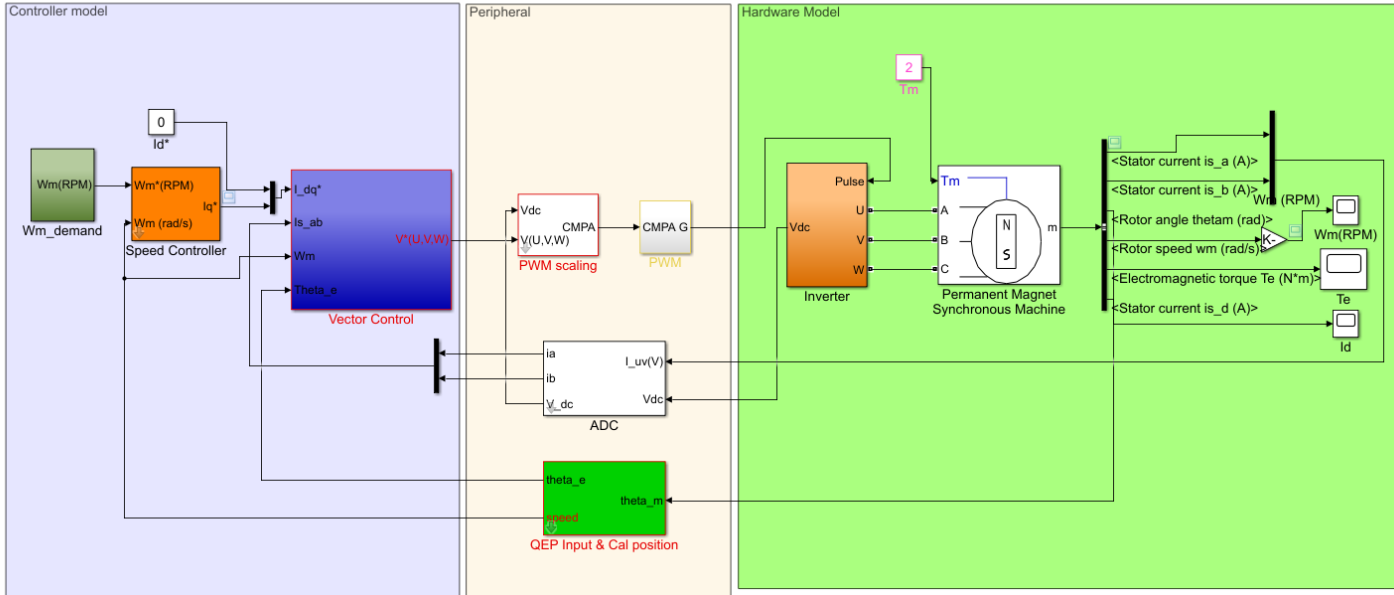 Controller model
Peripheral
Hardware Model
2
Tm
0
Id*
Wm(RPM)
Wm_demand
Wm*(RPM)
Iq*
Wm (rad/s)
Speed Controller
I_dq*
Is_ab
Wm
Theta_e
V*(U,V,W)
Vector Control
Vdc
CMPA
V(U,V,W)
PWM scaling
CMPA G
PWM
Pulse
Vdc
U
V
W
Inverter
Tm
A
B
C
N
S
m
Permanent Magnet
Synchronous Machine
<Stator current is_a (A)>
<Stator current is_b (A)>
<Rotor angle thetam (rad)>
<Rotor speed wm (rad/s)>
<Electromagnetic torque Te (N*m)>
<Stator current is_d (A)>
Wm (RPM)
K-
Wm(RPM)
Te
Id
ia
ib
V_dc
I_uv(V)
Vdc
ADC
theta_e
speed
theta_m
QEP Input & Cal position